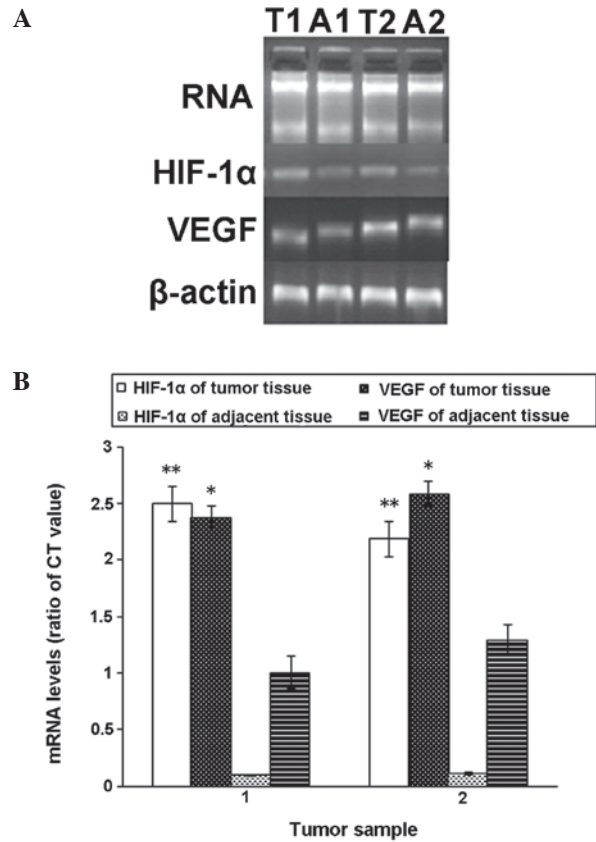 A
T1 A1 T2 A2
RNA
HIF-1α
VEGF
β-actin
B
HIF-1α of tumor tissue
VEGF of tumor tissue
HIF-1α of adjacent tissue
VEGF of adjacent tissue
mRNA levels (ratio of CT value)
3
2.5
2
1.5
1
0.5
0
** * ** *
1 2
Tumor sample